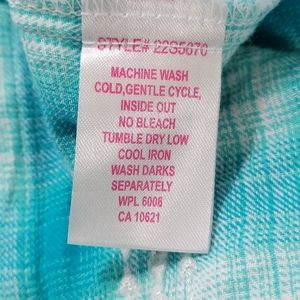 STYLE# 22S5670
MACHINE WASH
COLD,GENTLE CYCLE,
INSIDE OUT
NO BLEACH
TUMBLE DRY LOW
COOL IRON
WASH DARKS
SEPARATELY
WPL 6008
CA 10621